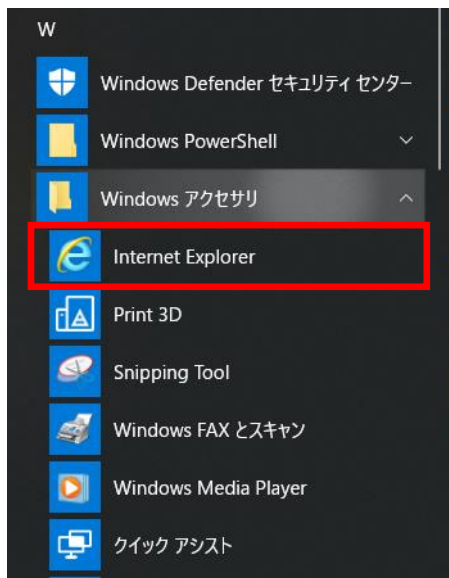 W
Windows Defender セキュリティ センター
Windows PowerShell
Windows アクセサリ
Internet Explorer
Print 3D
Snipping Tool
Windows FAX とスキャン
Windows Media Player
クイック アシスト